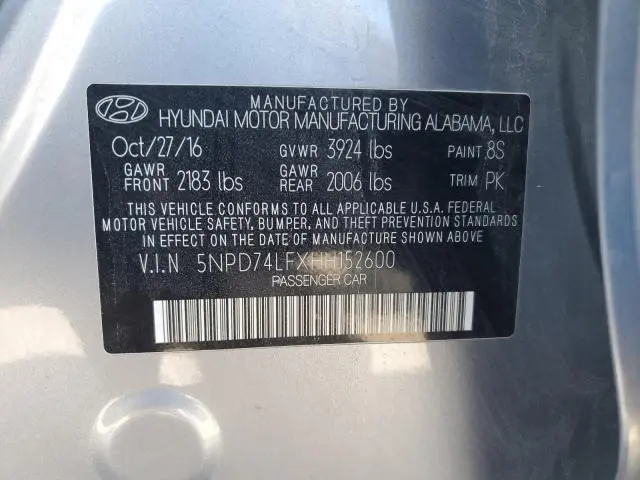 MANUFACTURED BY
HYUNDAI MOTOR MANUFACTURING ALABAMA, LLC
Oct/27/16 GVWR 3924 lbs PAINT 8S
GAWR FRONT 2183 lbs GAWR REAR 2006 lbs TRIM PK
THIS VEHICLE CONFORMS TO ALL APPLICABLE U.S.A. FEDERAL
MOTOR VEHICLE SAFETY, BUMPER, AND THEFT PREVENTION STANDARDS
IN EFFECT ON THE DATE OF MANUFACTURE SHOWN ABOVE.
V.I.N 5NPD74LFXHH152600
PASSENGER CAR